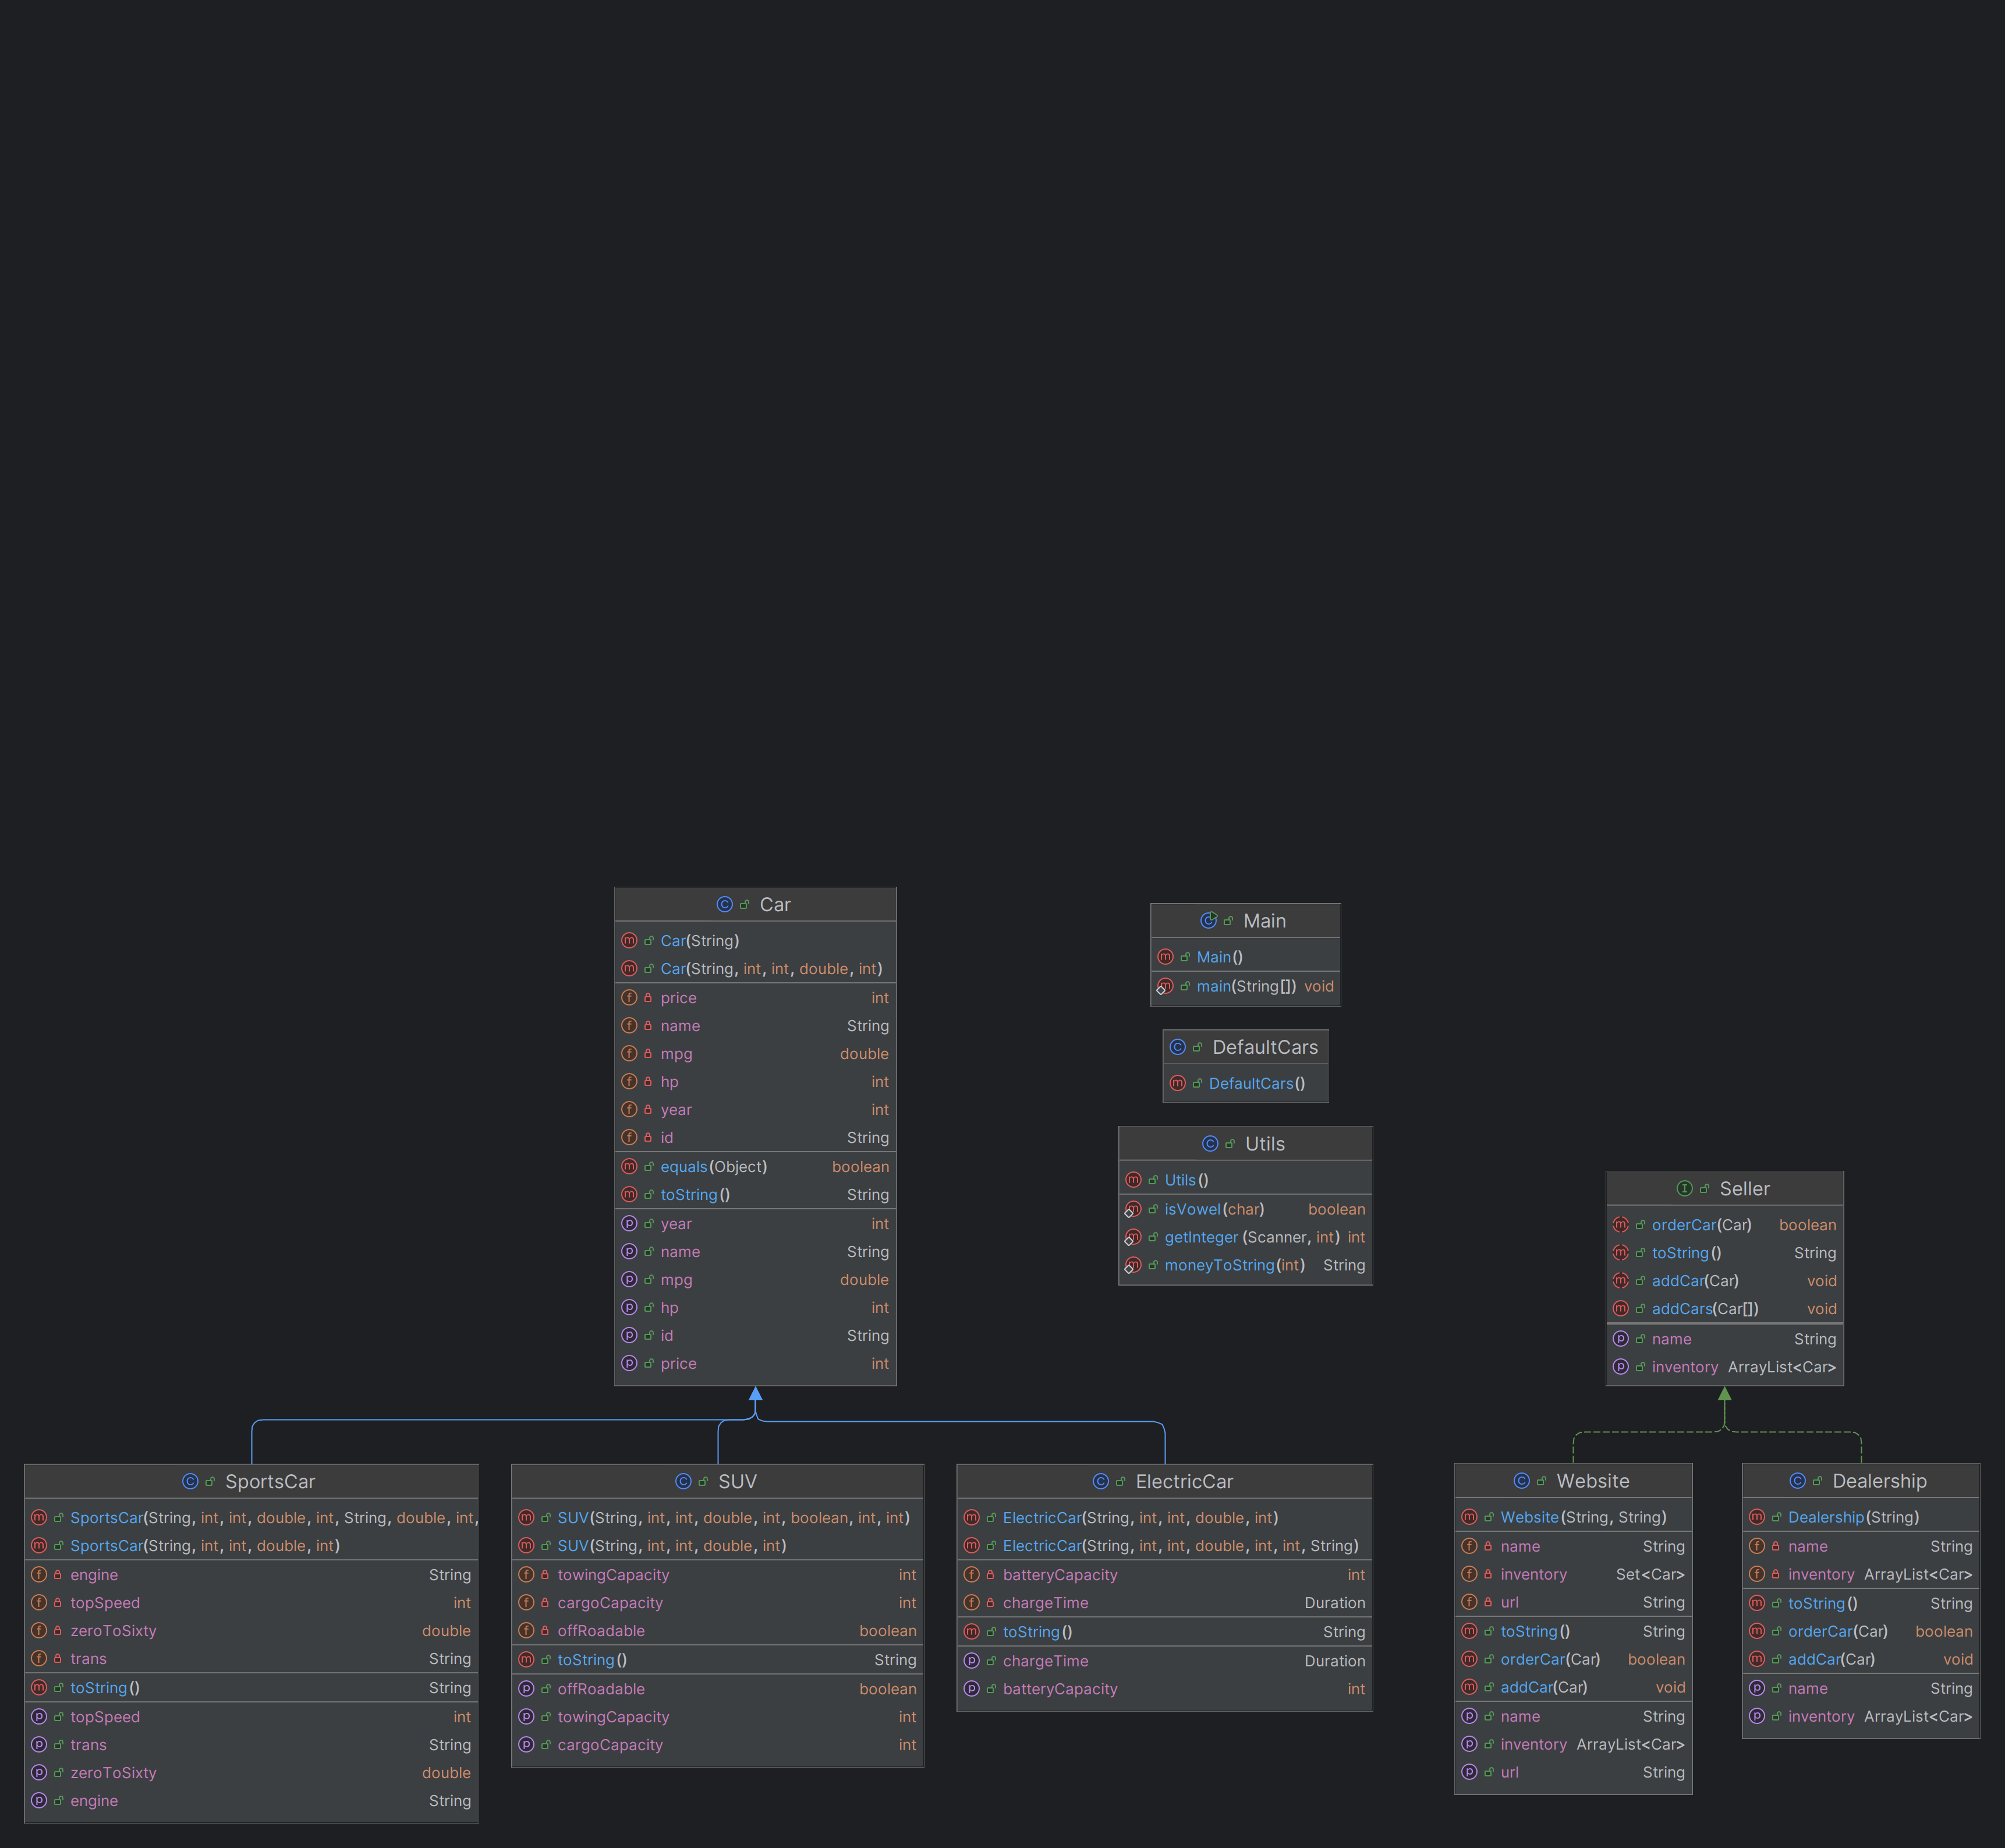 Car
Car(String)
Car(String, int, int, double, int)
price int
name String
mpg double
hp int
year int
id String
equals(Object) boolean
toString() String
year int
name String
mpg double
hp int
id String
price int
Main
Main()
main(String[]) void
DefaultCars
DefaultCars()
Utils
Utils()
isVowel(char) boolean
getInteger(Scanner, int) int
moneyToString(int) String
Seller
orderCar(Car) boolean
toString() String
addCar(Car) void
addCars(Car[]) void
name String
inventory ArrayList<Car>
SportsCar
SportsCar(String, int, int, double, int, String, double, int,
SportsCar(String, int, int, double, int)
engine String
topSpeed int
zeroToSixty double
trans String
toString() String
topSpeed int
trans String
zeroToSixty double
engine String
SUV
SUV(String, int, int, double, int, boolean, int, int)
SUV(String, int, int, double, int)
towingCapacity int
cargoCapacity int
offRoadable boolean
toString() String
offRoadable boolean
towingCapacity int
cargoCapacity int
ElectricCar
ElectricCar(String, int, int, double, int)
ElectricCar(String, int, int, double, int, int, String)
batteryCapacity int
chargeTime Duration
toString() String
chargeTime Duration
batteryCapacity int
Website
Website(String, String)
name String
inventory Set<Car>
url String
toString() String
orderCar(Car) boolean
addCar(Car) void
name String
inventory ArrayList<Car>
url String
Dealership
Dealership(String)
name String
inventory ArrayList<Car>
toString() String
orderCar(Car) boolean
addCar(Car) void
name String
inventory ArrayList<Car>